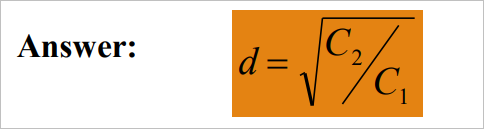 Answer: d = √(C₂/C₁)